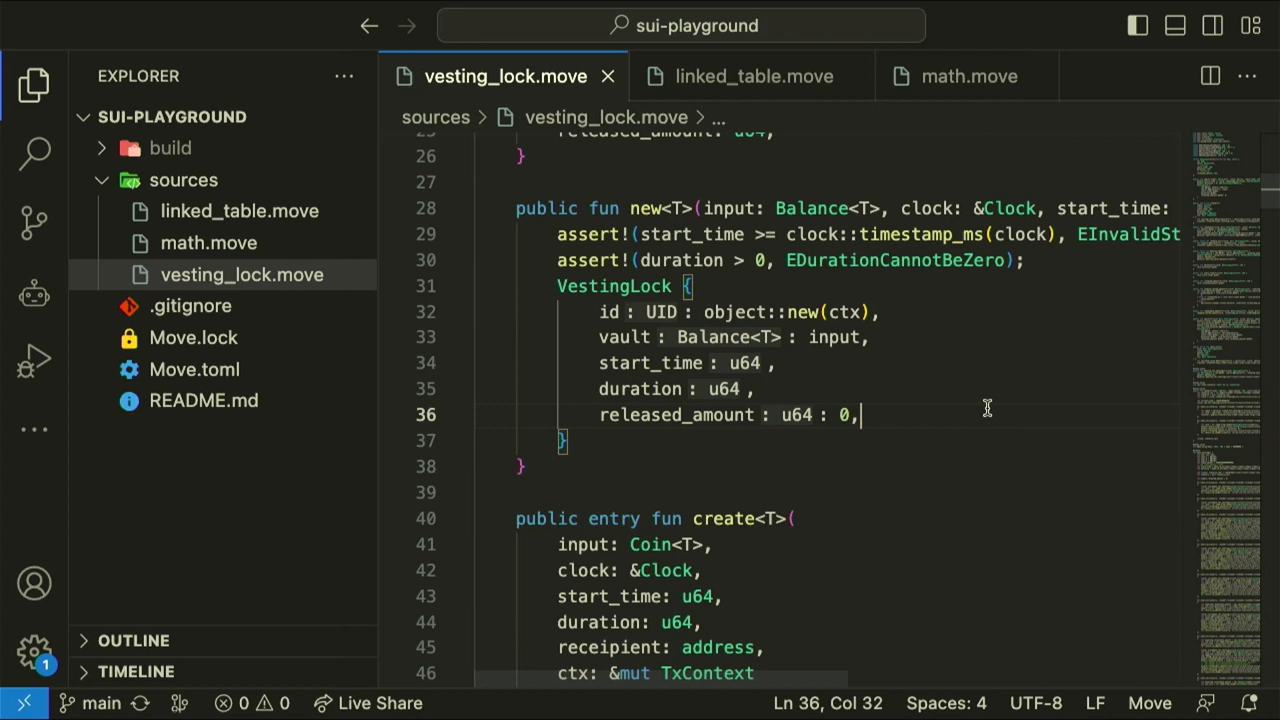 sui-playground
EXPLORER
vesting_lock.move
linked_table.move
math.move
SUI-PLAYGROUND
build
sources
linked_table.move
math.move
vesting_lock.move
.gitignore
Move.lock
Move.toml
README.md
OUTLINE
TIMELINE
1
sources > vesting_lock.move > ...
25 released_amount: u64,
26 }
27
28 public fun new<T>(input: Balance<T>, clock: &Clock, start_time:
29 assert!(start_time >= clock::timestamp_ms(clock), EInvalidSt
30 assert!(duration > 0, EDurationCannotBeZero);
31 VestingLock {
32 id: UID: object::new(ctx),
33 vault: Balance<T>: input,
34 start_time: u64,
35 duration: u64,
36 released_amount: u64: 0,
37 }
38 }
39
40 public entry fun create<T>(
41 input: Coin<T>,
42 clock: &Clock,
43 start_time: u64,
44 duration: u64,
45 receipient: address,
46 ctx: &mut TxContext
main 0 0 Live Share Ln 36, Col 32 Spaces: 4 UTF-8 LF Move